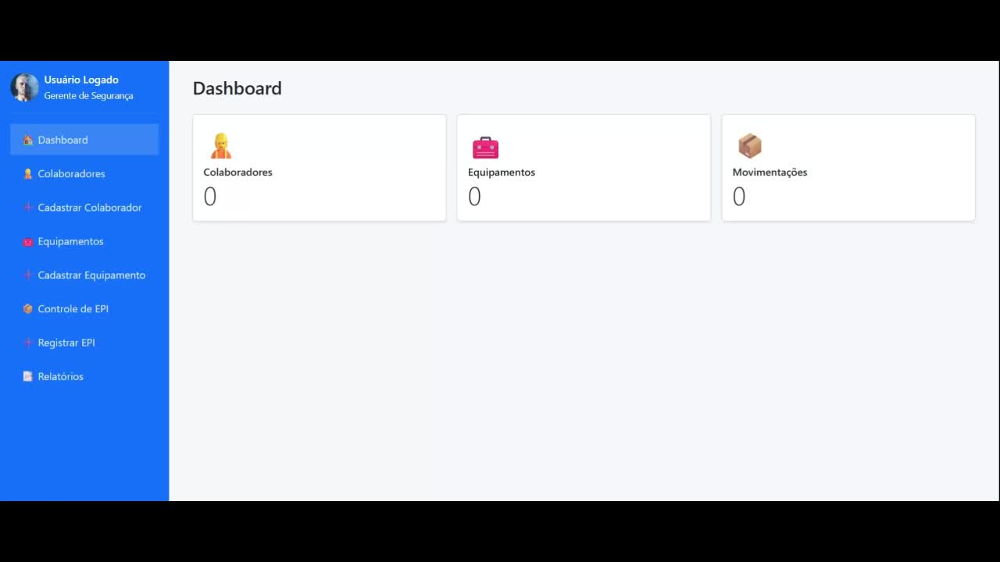 Usuário Logado
Gerente de Segurança
Dashboard
Colaboradores
Cadastrar Colaborador
Equipamentos
Cadastrar Equipamento
Controle de EPI
Registrar EPI
Relatórios
Dashboard
Colaboradores
0
Equipamentos
0
Movimentações
0